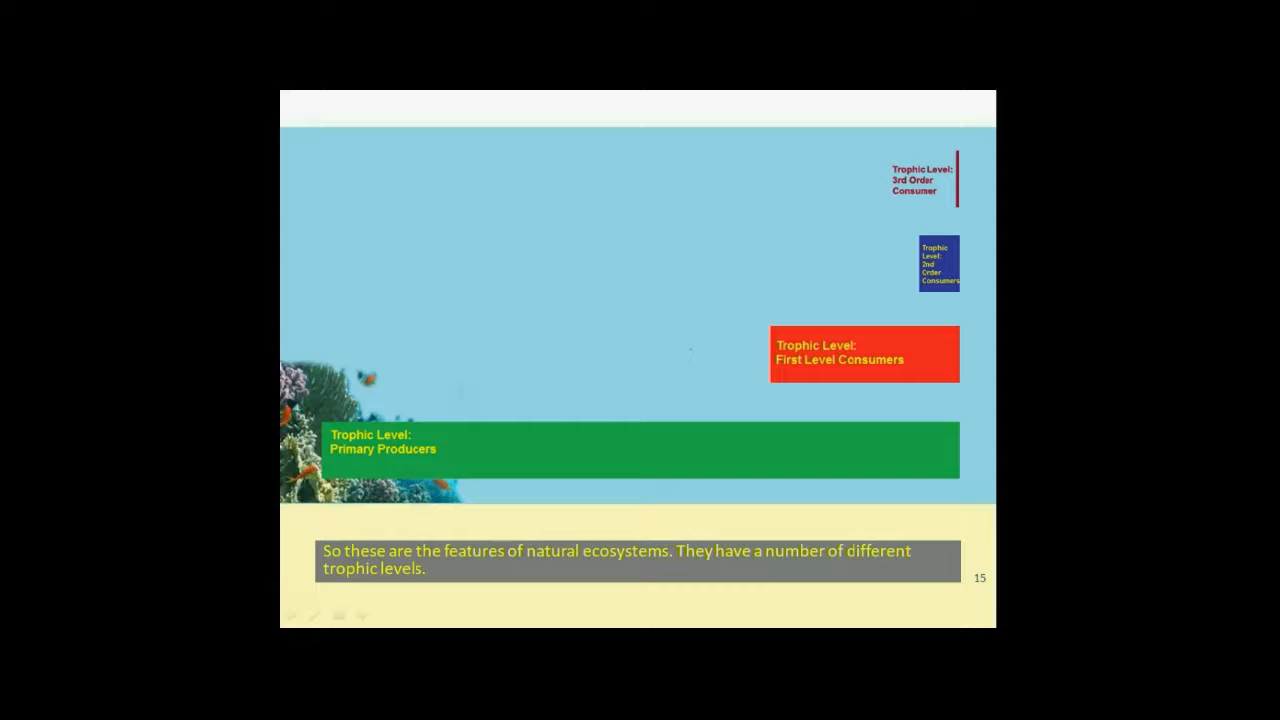 Trophic Level:
3rd Order
Consumer
Trophic
Level:
2nd
Order
Consumers
Trophic Level:
First Level Consumers
Trophic Level:
Primary Producers
So these are the features of natural ecosystems. They have a number of different
trophic levels.
15